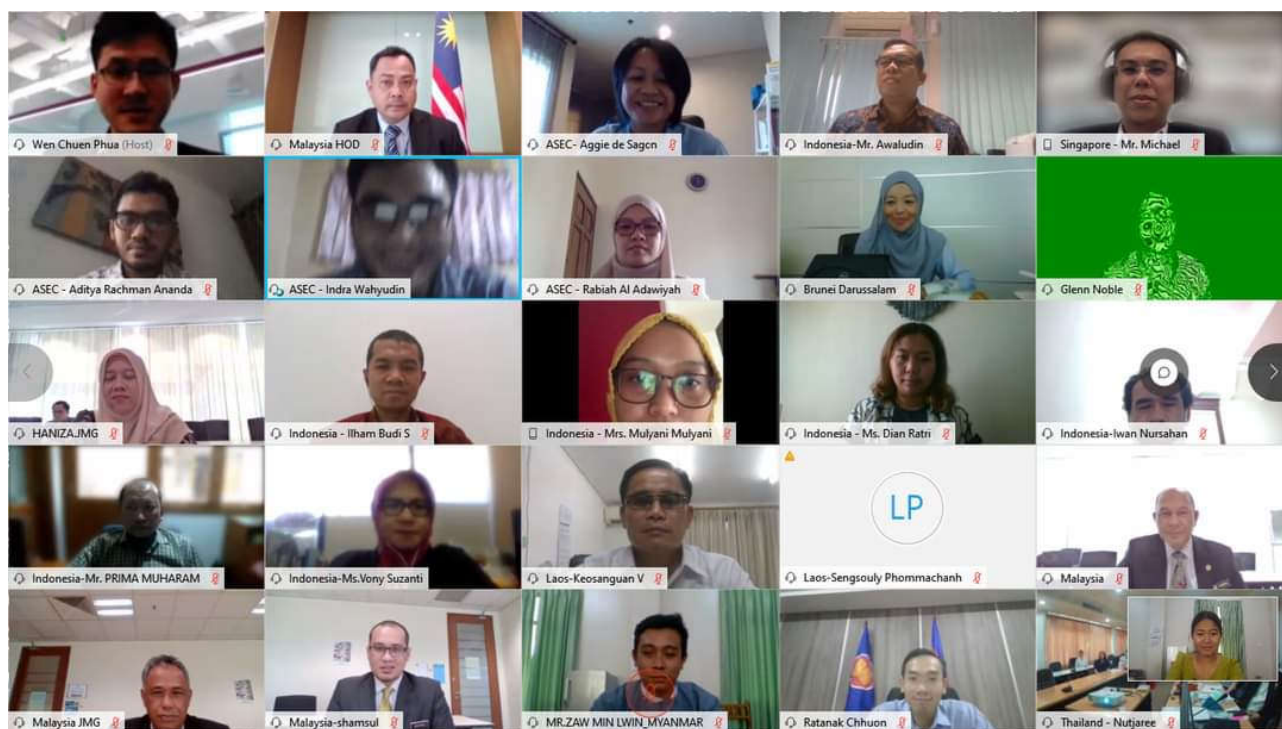 Wen Chuen Phua (Host)
Malaysia HOD
ASEC- Aggie de Sagon
Indonesia-Mr. Awaludin
Singapore - Mr. Michael
ASEC - Aditya Rachman Ananda
ASEC - Indra Wahyudin
ASEC - Rabiah Al Adawiyah
Brunei Darussalam
Glenn Noble
HANIZAJMG
Indonesia - Ilham Budi S
Indonesia - Mrs. Mulyani Mulyani
Indonesia - Ms. Dian Ratri
Indonesia-Iwan Nursahan
Indonesia-Mr. PRIMA MUHARAM
Indonesia-Ms.Vony Suzanti
Laos-Keosanguan V
LP
Laos-Sengsouly Phommachanh
Malaysia
Malaysia JMG
Malaysia-shamsul
MR.ZAW MIN LWIN_MYANMAR
Ratanak Chhuon
Thailand - Nutjaree